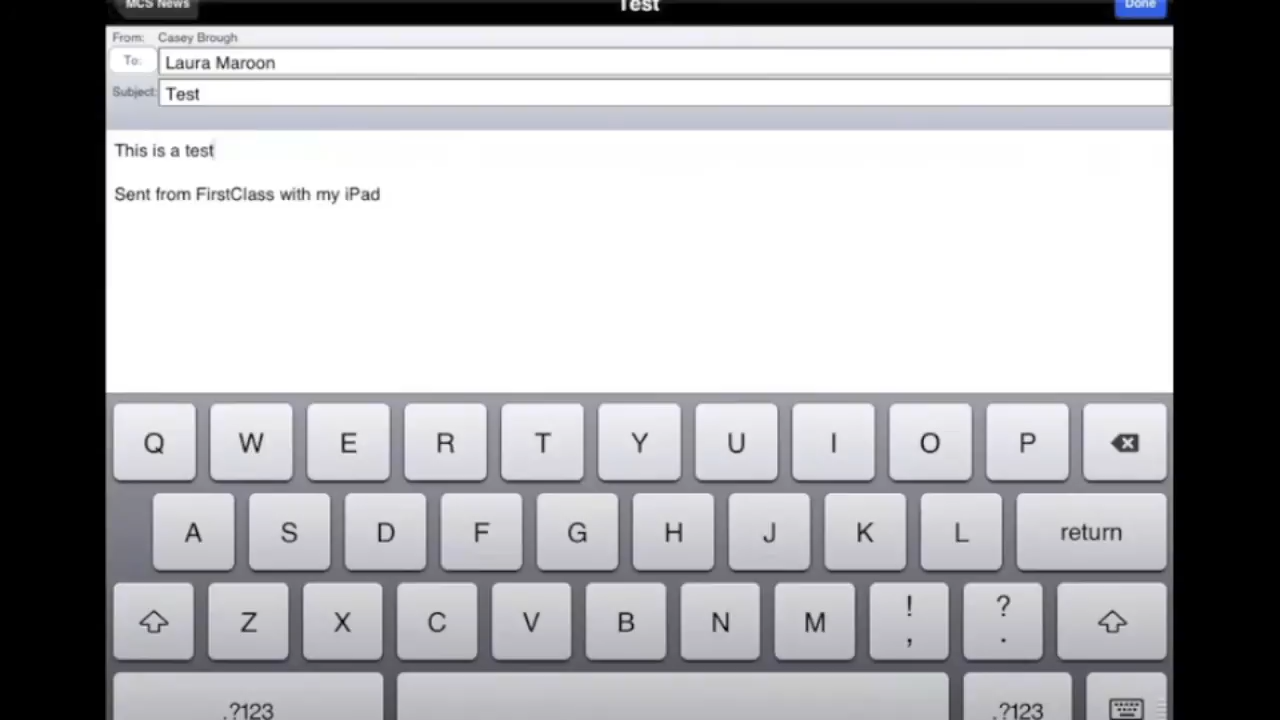 MCS News Test Done
From: Casey Brough
To: Laura Maroon
Subject: Test
This is a test
Sent from FirstClass with my iPad
Q W E R T Y U I O P
A S D F G H J K L return
Z X C V B N M ! , ? .
.?123 .?123